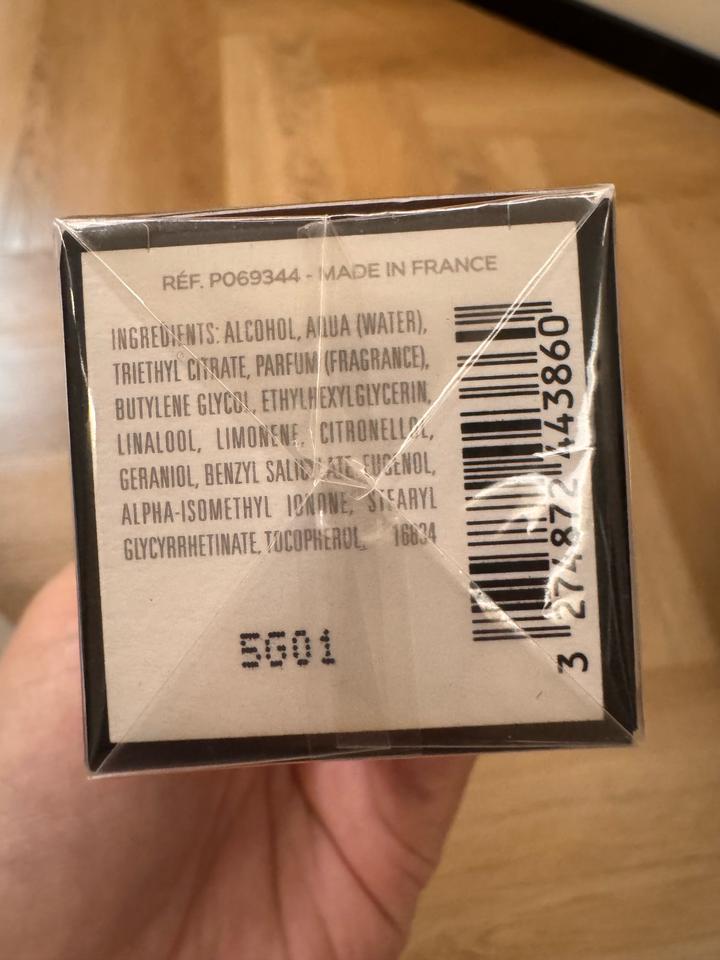 RÉF. P069344 - MADE IN FRANCE
INGREDIENTS: ALCOHOL, AQUA (WATER),
TRIETHYL CITRATE, PARFUM (FRAGRANCE),
BUTYLENE GLYCOL, ETHYLHEXYLGLYCERIN,
LINALOOL, LIMONENE, CITRONELLOL,
GERANIOL, BENZYL SALICYLATE, EUGENOL,
ALPHA-ISOMETHYL IONONE, STEARYL
GLYCYRRHETINATE, TOCOPHEROL, 16634
5G01
3 274872 443860